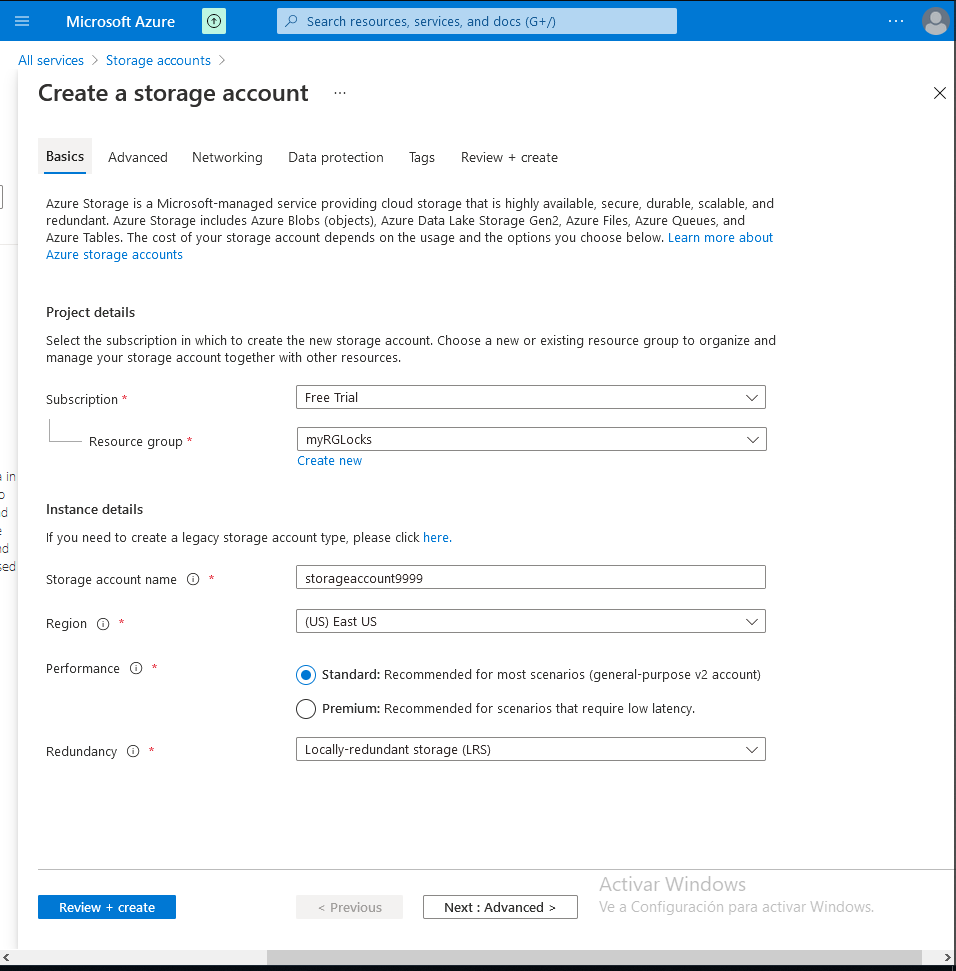 Microsoft Azure
Search resources, services, and docs (G+/)
All services > Storage accounts >
Create a storage account ...
Basics Advanced Networking Data protection Tags Review + create
Azure Storage is a Microsoft-managed service providing cloud storage that is highly available, secure, durable, scalable, and
redundant. Azure Storage includes Azure Blobs (objects), Azure Data Lake Storage Gen2, Azure Files, Azure Queues, and
Azure Tables. The cost of your storage account depends on the usage and the options you choose below. Learn more about
Azure storage accounts
Project details
Select the subscription in which to create the new storage account. Choose a new or existing resource group to organize and
manage your storage account together with other resources.
Subscription * Free Trial
Resource group * myRGLocks
Create new
Instance details
If you need to create a legacy storage account type, please click here.
Storage account name * storageaccount9999
Region * (US) East US
Performance * Standard: Recommended for most scenarios (general-purpose v2 account)
Premium: Recommended for scenarios that require low latency.
Redundancy * Locally-redundant storage (LRS)
Review + create < Previous Next : Advanced >
Activar Windows
Ve a Configuración para activar Windows.